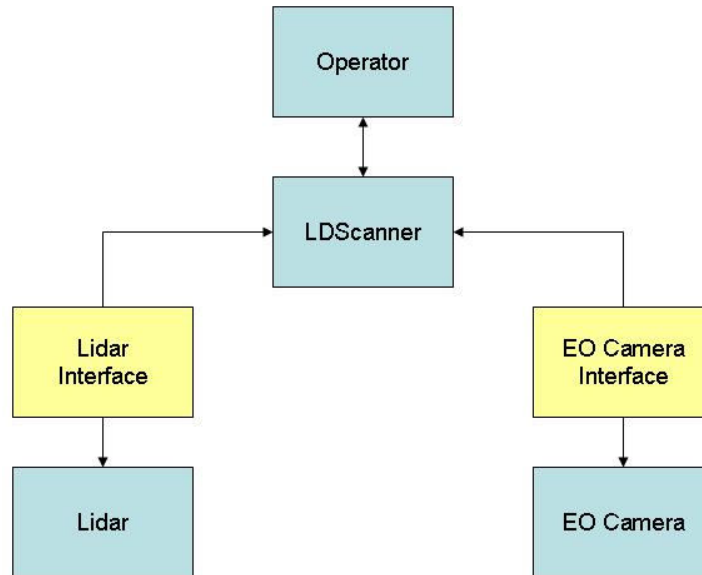 Operator
LDScanner
Lidar
Interface
EO Camera
Interface
Lidar
EO Camera